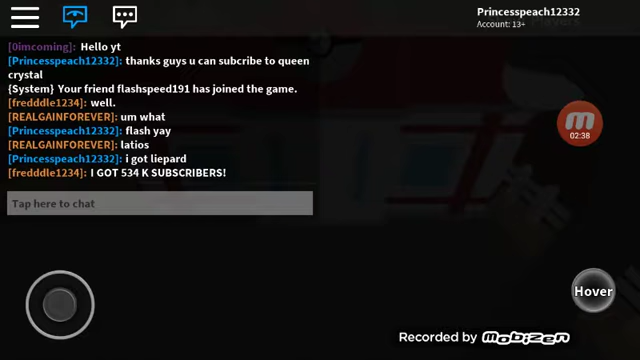 Princesspeach12332
Account: 13+
[0imcoming]: Hello yt
[Princesspeach12332]: thanks guys u can subcribe to queen
crystal
{System} Your friend flashspeed191 has joined the game.
[fredddle1234]: well.
[REALGAINFOREVER]: um what
[Princesspeach12332]: flash yay
[REALGAINFOREVER]: latios
[Princesspeach12332]: i got liepard
[fredddle1234]: I GOT 534 K SUBSCRIBERS!
02:38
Tap here to chat
Hover
Recorded by mobizen